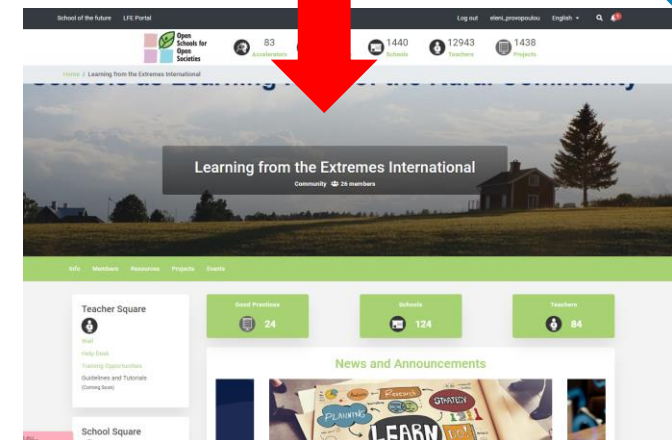 School of the future LFE Portal Log out eleni_provopoulou English
Open
Schools for
Open
Societies
83
Accelerators
1440
Schools
12943
Teachers
1438
Projects
Home / Learning from the Extremes International
Learning from the Extremes International
Community 26 members
Info Members Resources Projects Events
Teacher Square
Mail
Help Desk
Training Opportunities
Guidelines and Tutorials
(Coming Soon)
School Square
Good Practices
24
Schools
124
Teachers
84
News and Announcements
Research
STRATEGY
PLANNING
LEARN